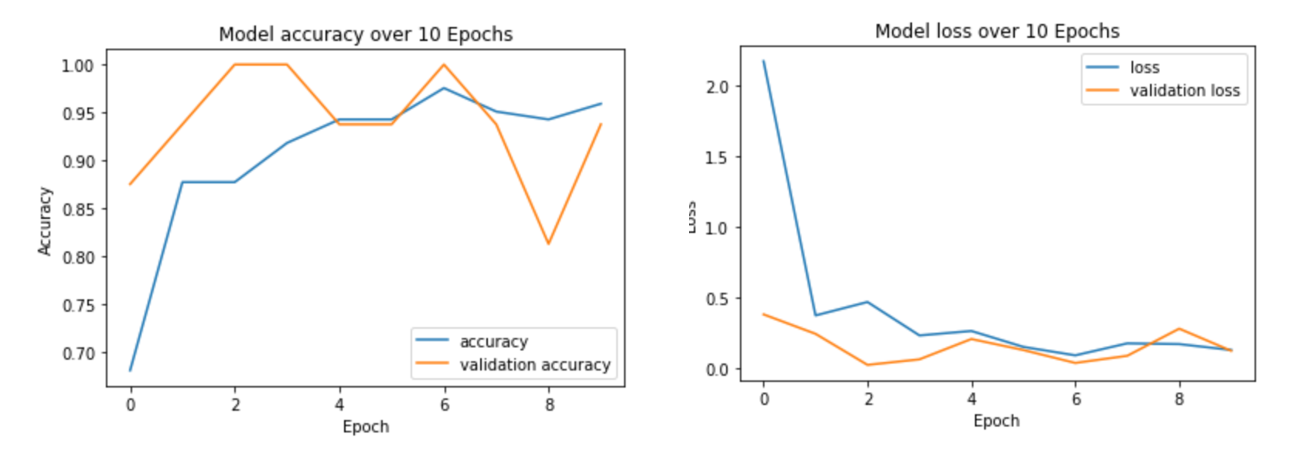 Model accuracy over 10 Epochs
1.00
0.95
0.90
0.85
0.80
0.75
0.70
Accuracy
accuracy
validation accuracy
0 2 4 6 8
Epoch
Model loss over 10 Epochs
2.0
1.5
1.0
0.5
0.0
Loss
loss
validation loss
0 2 4 6 8
Epoch